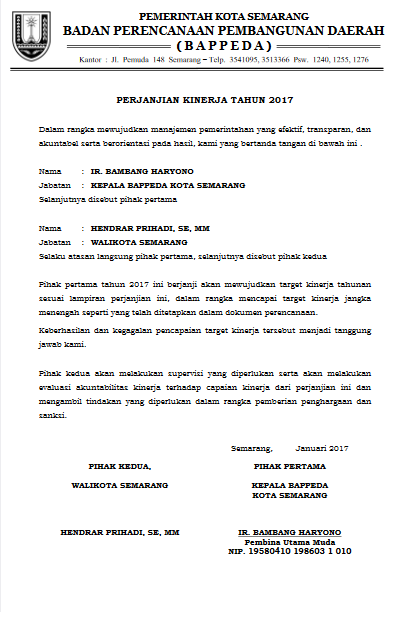 PEMERINTAH KOTA SEMARANG
BADAN PERENCANAAN PEMBANGUNAN DAERAH
( B A P P E D A )
Kantor : Jl. Pemuda 148 Semarang – Telp. 3541095, 3513366 Psw. 1240, 1255, 1276
PERJANJIAN KINERJA TAHUN 2017
Dalam rangka mewujudkan manajemen pemerintahan yang efektif, transparan, dan
akuntabel serta berorientasi pada hasil, kami yang bertanda tangan di bawah ini .
Nama : IR. BAMBANG HARYONO
Jabatan : KEPALA BAPPEDA KOTA SEMARANG
Selanjutnya disebut pihak pertama
Nama : HENDRAR PRIHADI, SE, MM
Jabatan : WALIKOTA SEMARANG
Selaku atasan langsung pihak pertama, selanjutnya disebut pihak kedua
Pihak pertama tahun 2017 ini berjanji akan mewujudkan target kinerja tahunan
sesuai lampiran perjanjian ini, dalam rangka mencapai target kinerja jangka
menengah seperti yang telah ditetapkan dalam dokumen perencanaan.
Keberhasilan dan kegagalan pencapaian target kinerja tersebut menjadi tanggung
jawab kami.
Pihak kedua akan melakukan supervisi yang diperlukan serta akan melakukan
evaluasi akuntabilitas kinerja terhadap capaian kinerja dari perjanjian ini dan
mengambil tindakan yang diperlukan dalam rangka pemberian penghargaan dan
sanksi.
Semarang, Januari 2017
PIHAK KEDUA, PIHAK PERTAMA
WALIKOTA SEMARANG KEPALA BAPPEDA
KOTA SEMARANG
HENDRAR PRIHADI, SE, MM IR. BAMBANG HARYONO
Pembina Utama Muda
NIP. 19580410 198603 1 010